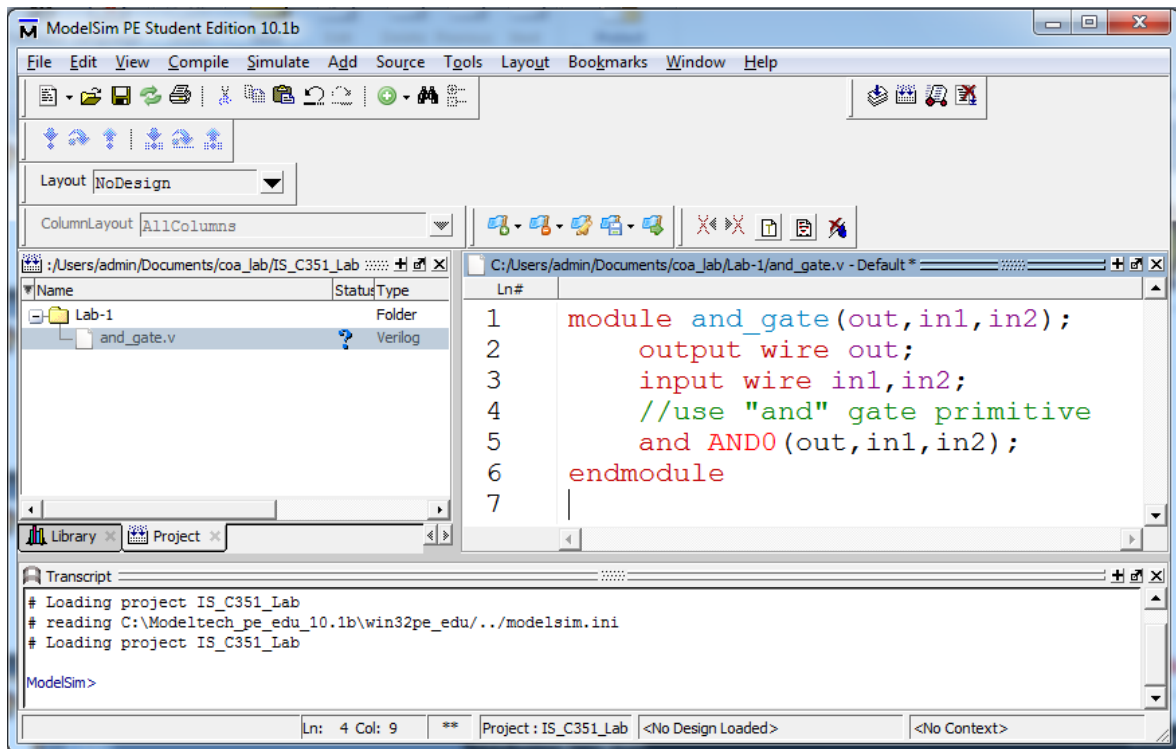 ModelSim PE Student Edition 10.1b
File Edit View Compile Simulate Add Source Tools Layout Bookmarks Window Help
Layout NoDesign
ColumnLayout AllColumns
:/Users/admin/Documents/coa_lab/IS_C351_Lab
Name Status Type
Lab-1 Folder
and_gate.v ? Verilog
Library Project
C:/Users/admin/Documents/coa_lab/Lab-1/and_gate.v - Default *
Ln#
1 module and_gate(out,in1,in2);
2 output wire out;
3 input wire in1,in2;
4 //use "and" gate primitive
5 and AND0(out,in1,in2);
6 endmodule
7
Transcript
# Loading project IS_C351_Lab
# reading C:\Modeltech_pe_edu_10.1b\win32pe_edu/../modelsim.ini
# Loading project IS_C351_Lab
ModelSim>
Ln: 4 Col: 9 ** Project : IS_C351_Lab <No Design Loaded> <No Context>